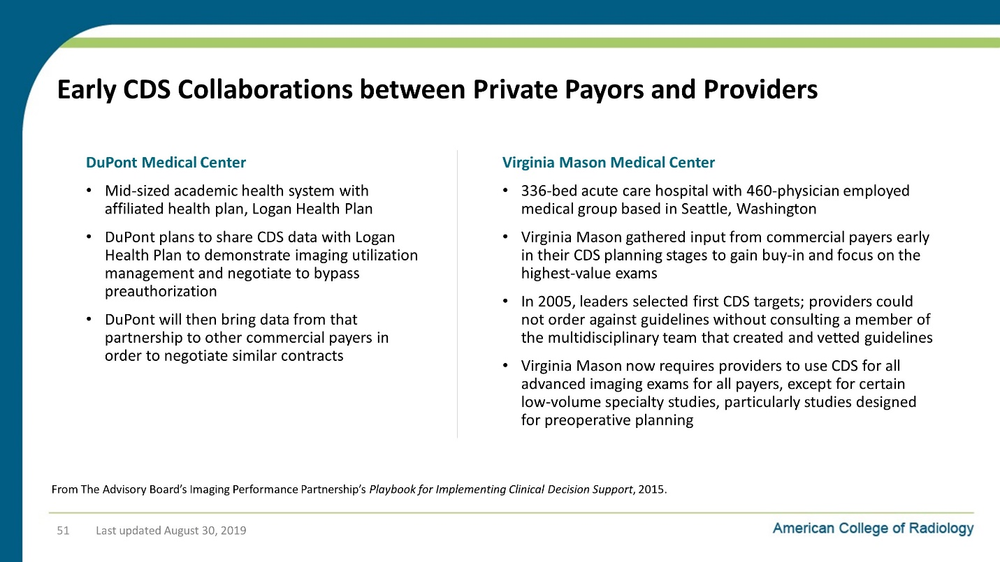 Early CDS Collaborations between Private Payors and Providers
DuPont Medical Center
• Mid-sized academic health system with
affiliated health plan, Logan Health Plan
• DuPont plans to share CDS data with Logan
Health Plan to demonstrate imaging utilization
management and negotiate to bypass
preauthorization
• DuPont will then bring data from that
partnership to other commercial payers in
order to negotiate similar contracts
Virginia Mason Medical Center
• 336-bed acute care hospital with 460-physician employed
medical group based in Seattle, Washington
• Virginia Mason gathered input from commercial payers early
in their CDS planning stages to gain buy-in and focus on the
highest-value exams
• In 2005, leaders selected first CDS targets; providers could
not order against guidelines without consulting a member of
the multidisciplinary team that created and vetted guidelines
• Virginia Mason now requires providers to use CDS for all
advanced imaging exams for all payers, except for certain
low-volume specialty studies, particularly studies designed
for preoperative planning
From The Advisory Board’s Imaging Performance Partnership’s Playbook for Implementing Clinical Decision Support, 2015.
51 Last updated August 30, 2019
American College of Radiology